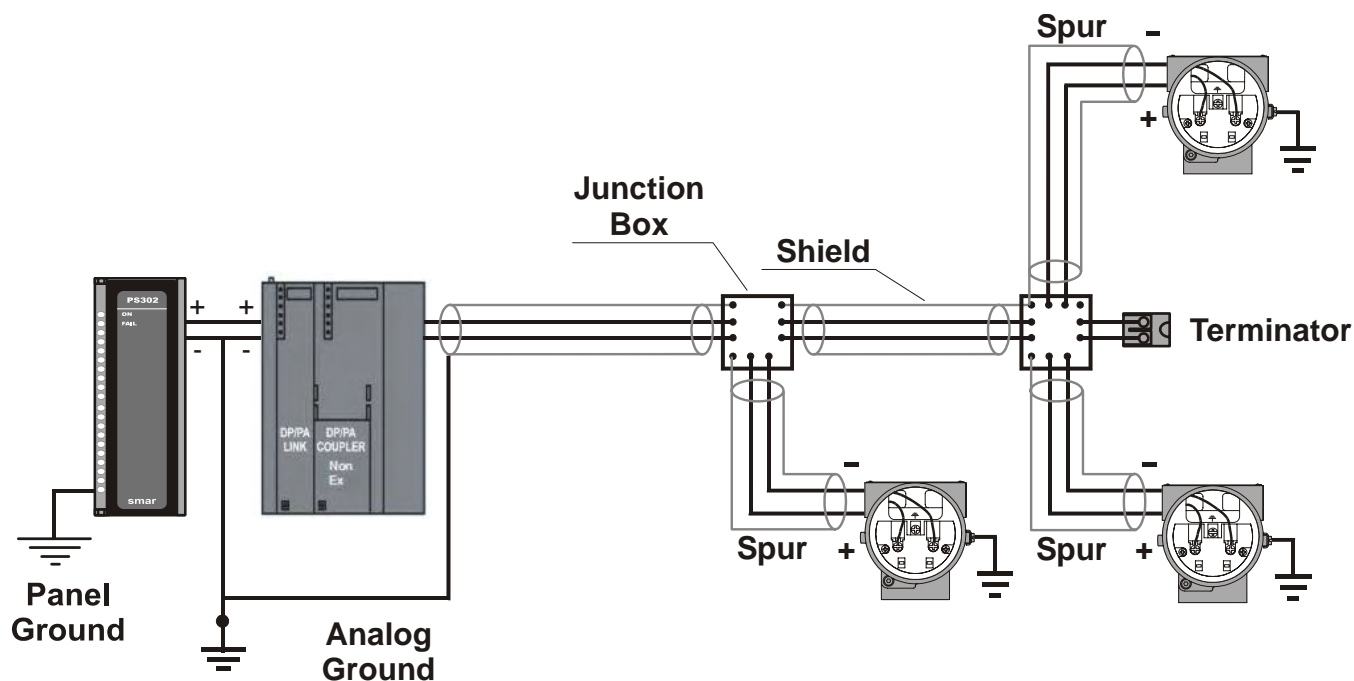 Spur -
+
Junction
Box
Shield
PS302
ON
FAIL
+ +
- -
Terminator
DP/PA
LINK
DP/PA
COUPLER
Non
Ex
smar
-
Spur +
-
Spur +
Panel
Ground
Analog
Ground